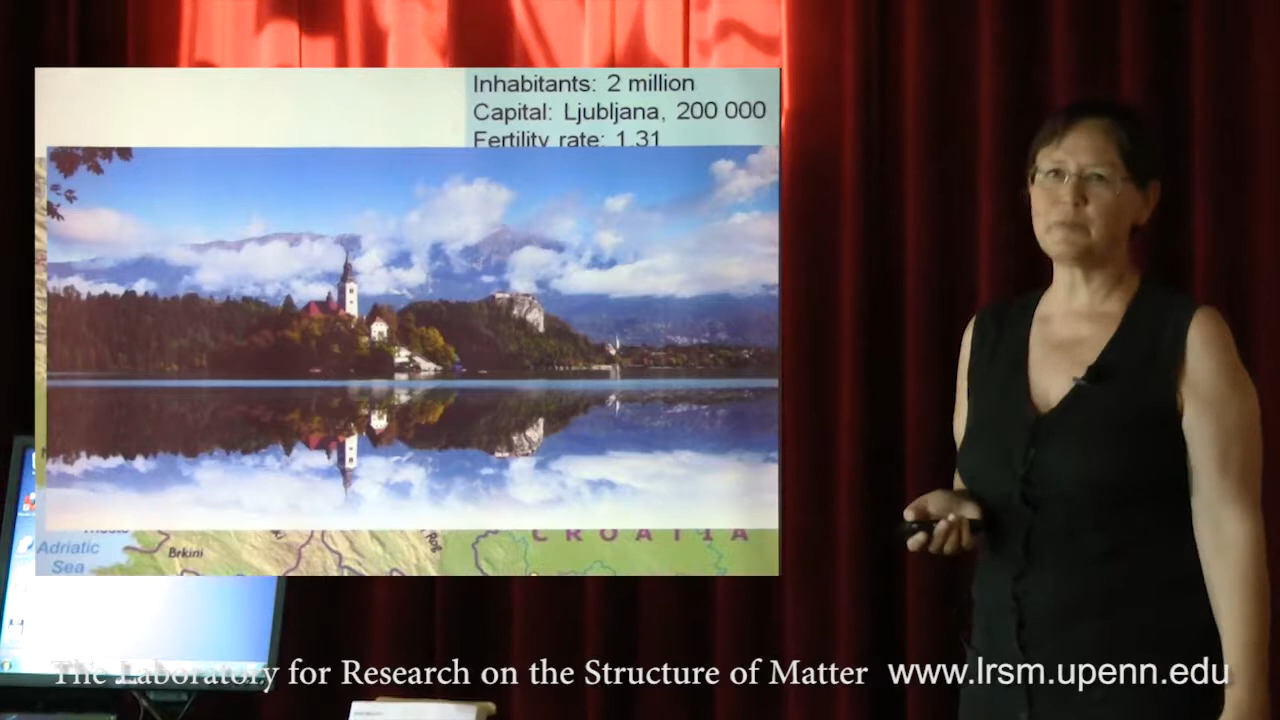 Inhabitants: 2 million
Capital: Ljubljana, 200 000
Fertility rate: 1.31
CROATIA
Adriatic
Sea
Brkini
The Laboratory for Research on the Structure of Matter www.lrsm.upenn.edu